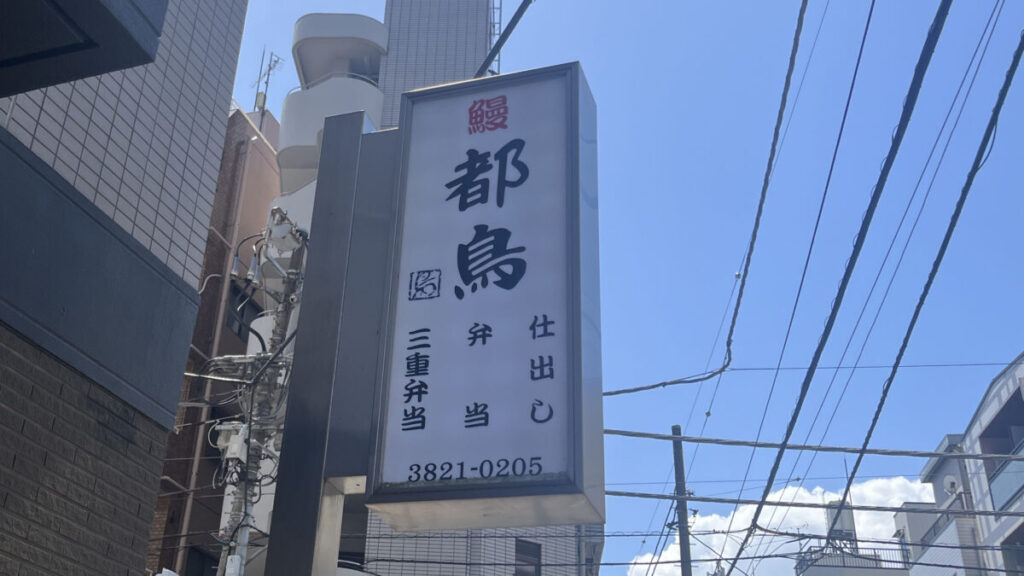 鰻
都鳥
仕出し
弁当
三重弁当
3821-0205